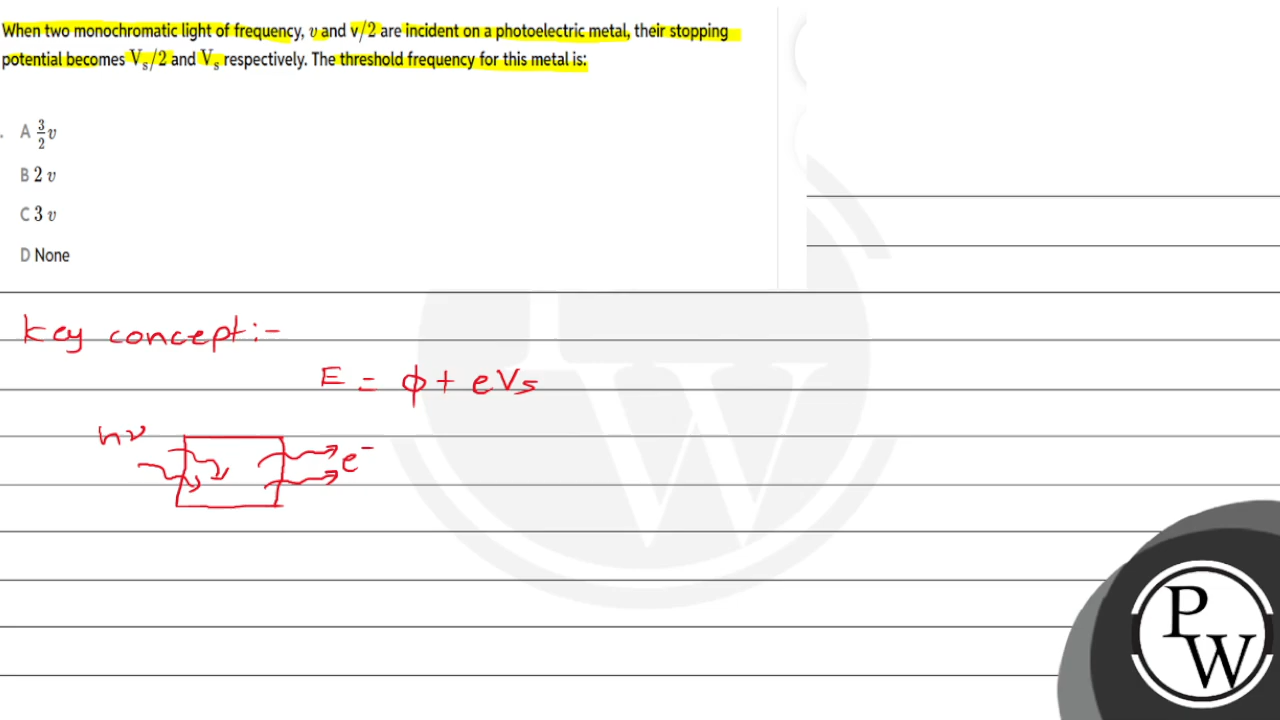 When two monochromatic light of frequency, υ and v/2 are incident on a photoelectric metal, their stopping
potential becomes Vₛ/2 and Vₛ respectively. The threshold frequency for this metal is:
A 3/2 υ
B 2 υ
C 3 υ
D None
Key concept:-
E = ϕ + eVs
hν
e⁻
P
W